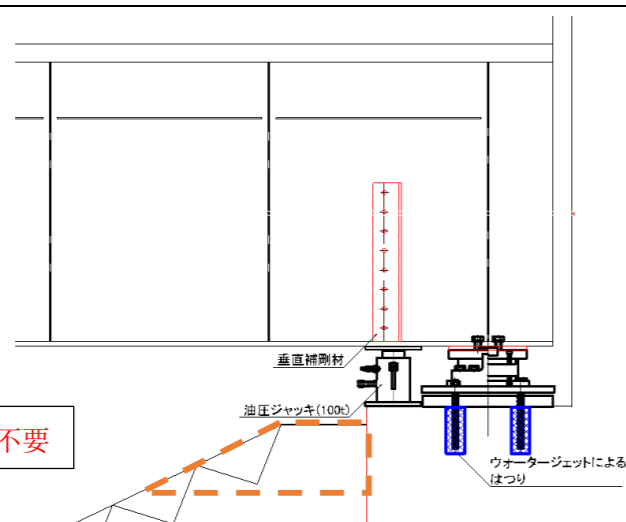 垂直補剛材
油圧ジャッキ(100t)
不要
ウォータージェットによる
はつり